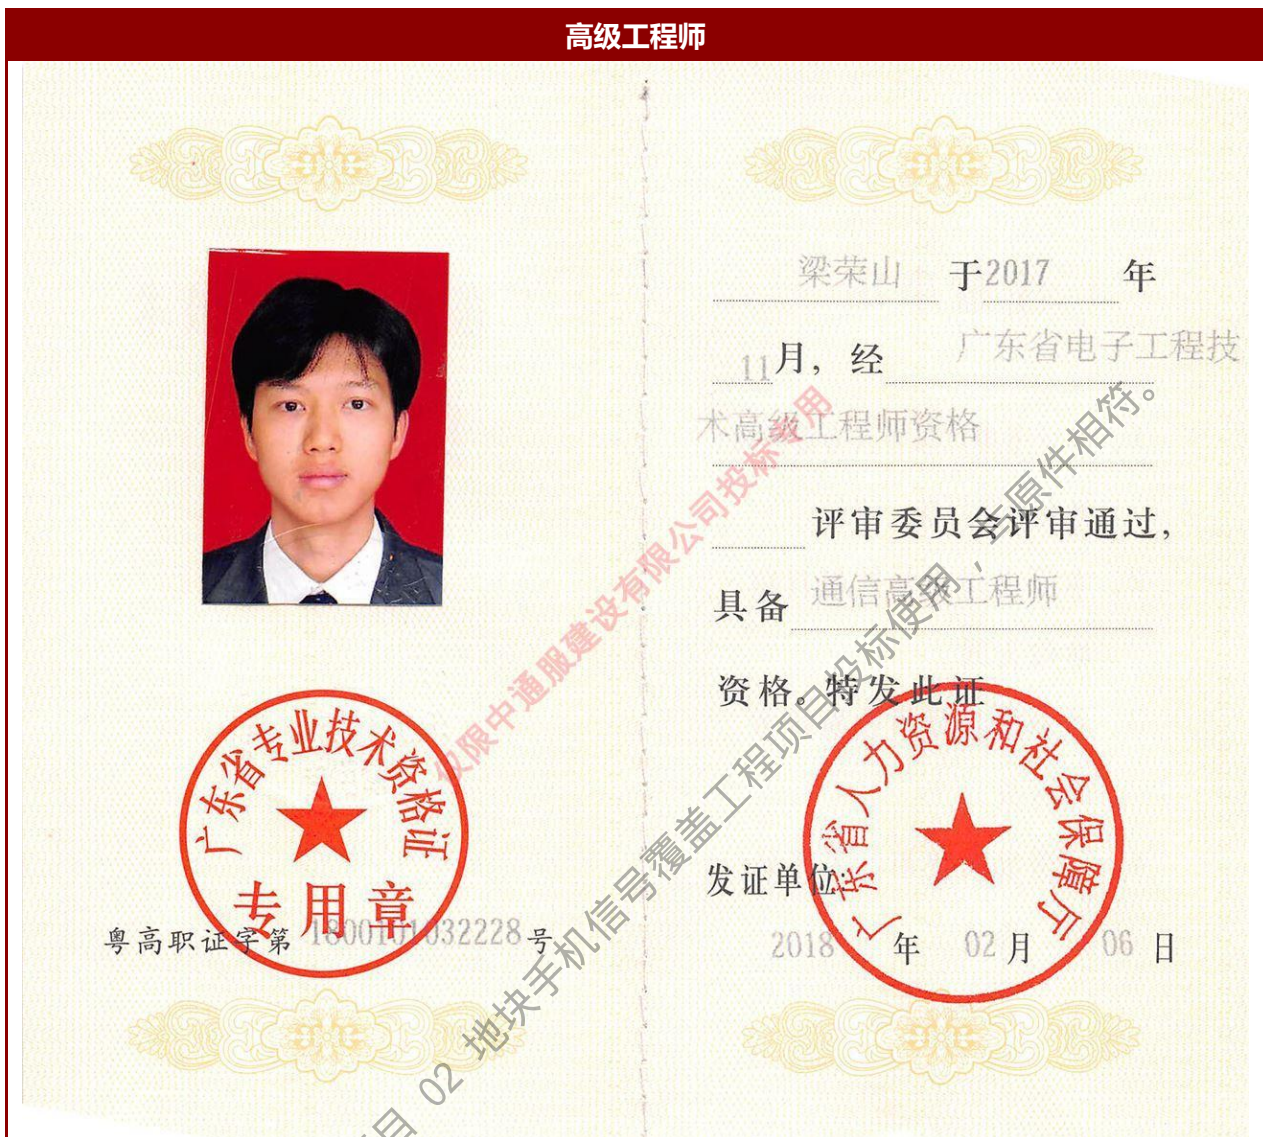 高级工程师
梁荣山 于2017 年
11月，经 广东省电子工程技
术高级工程师资格
评审委员会评审通过，
具备 通信高级工程师
资格。特发此证
广东省人力资源和社会保障厅
发证单位:
2018 年 02 月 06 日
广东省专业技术资格证
专用章
粤高职证字第 1800101032228 号
仅限中通服建设有限公司投标专用
目 02 地块手机信号覆盖工程项目投标使用，与原件相符。